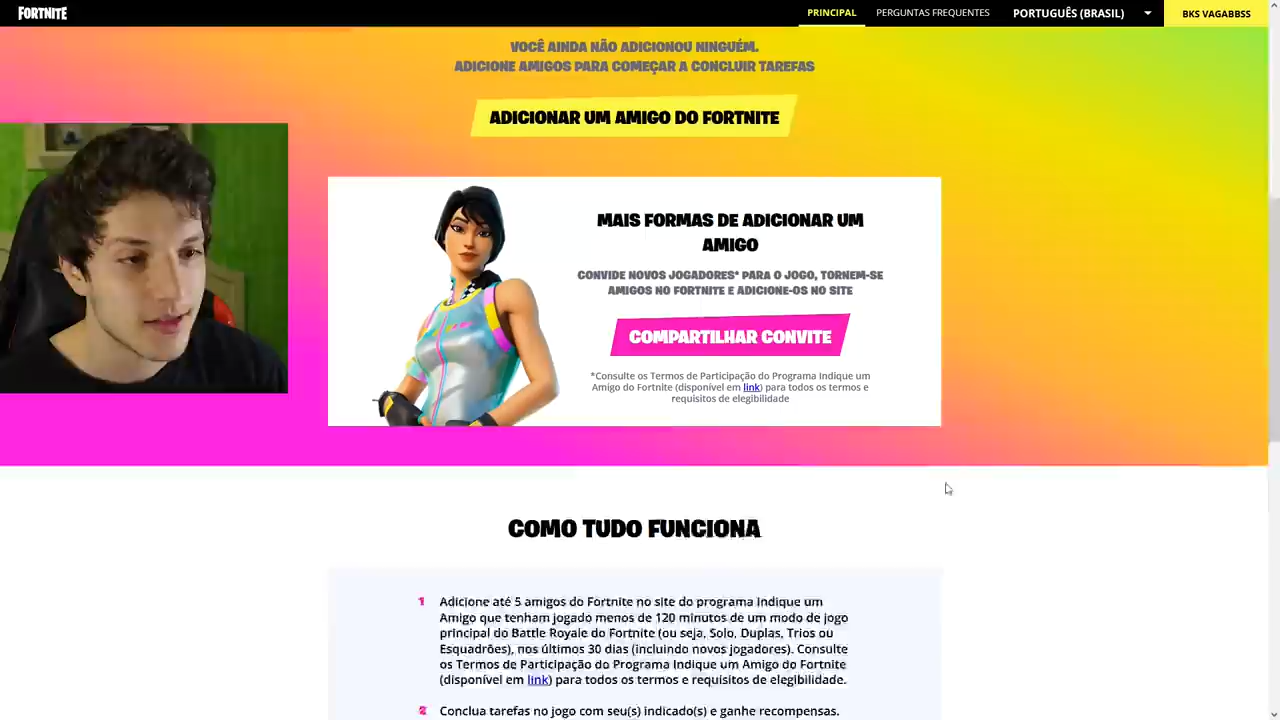 FORTNITE
PRINCIPAL
PERGUNTAS FREQUENTES
PORTUGUÊS (BRASIL)
BKS VAGABBSS
VOCÊ AINDA NÃO ADICIONOU NINGUÉM.
ADICIONE AMIGOS PARA COMEÇAR A CONCLUIR TAREFAS
ADICIONAR UM AMIGO DO FORTNITE
MAIS FORMAS DE ADICIONAR UM
AMIGO
CONVIDE NOVOS JOGADORES* PARA O JOGO, TORNEM-SE
AMIGOS NO FORTNITE E ADICIONE-OS NO SITE
COMPARTILHAR CONVITE
*Consulte os Termos de Participação do Programa Indique um
Amigo do Fortnite (disponível em link) para todos os termos e
requisitos de elegibilidade
COMO TUDO FUNCIONA
1 Adicione até 5 amigos do Fortnite no site do programa Indique um
Amigo que tenham jogado menos de 120 minutos de um modo de jogo
principal do Battle Royale do Fortnite (ou seja, Solo, Duplas, Trios ou
Esquadrões), nos últimos 30 dias (incluindo novos jogadores). Consulte
os Termos de Participação do Programa Indique um Amigo do Fortnite
(disponível em link) para todos os termos e requisitos de elegibilidade.
2 Conclua tarefas no jogo com seu(s) indicado(s) e ganhe recompensas.